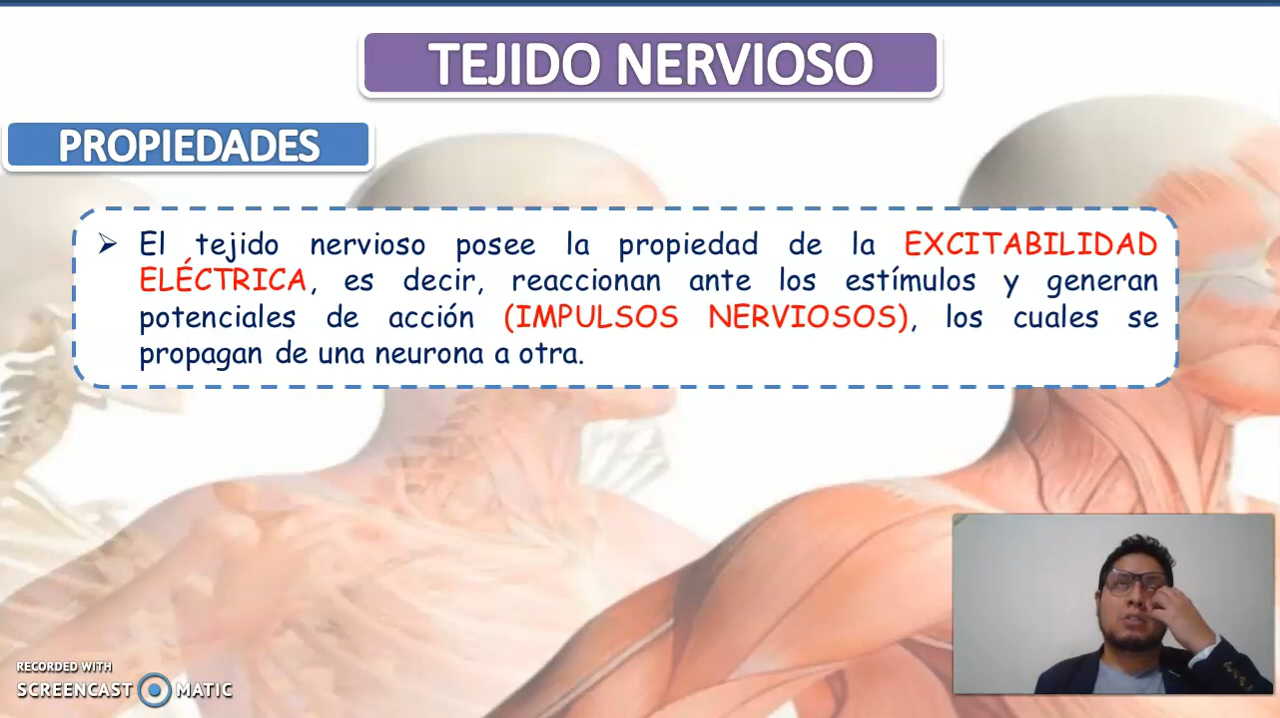 TEJIDO NERVIOSO
PROPIEDADES
➢ El tejido nervioso posee la propiedad de la EXCITABILIDAD
ELÉCTRICA, es decir, reaccionan ante los estímulos y generan
potenciales de acción (IMPULSOS NERVIOSOS), los cuales se
propagan de una neurona a otra.
RECORDED WITH
SCREENCAST MATIC